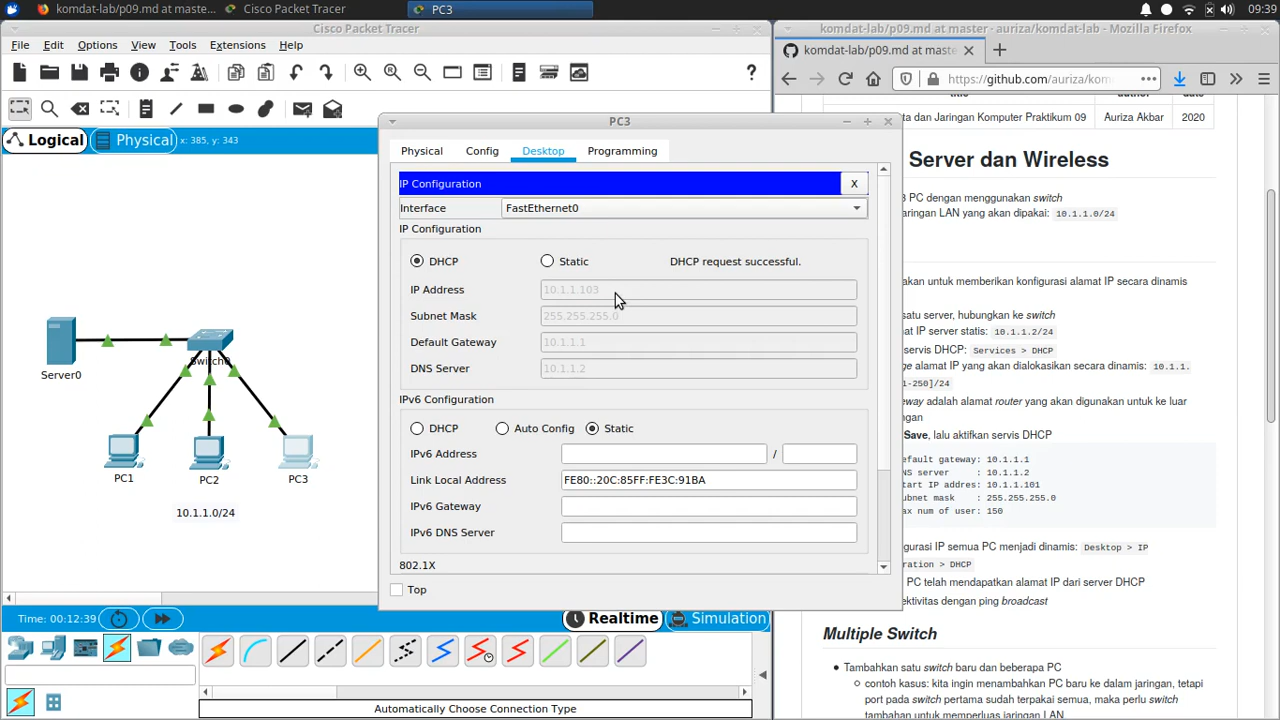 komdat-lab/p09.md at maste...
Cisco Packet Tracer
PC3
09:39
Cisco Packet Tracer
File Edit Options View Tools Extensions Help
?
Logical
Physical
x: 385, y: 343
Server0
Switch0
PC1
PC2
PC3
10.1.1.0/24
Time: 00:12:39
Realtime
Simulation
Automatically Choose Connection Type
PC3
Physical
Config
Desktop
Programming
IP Configuration
X
Interface
FastEthernet0
IP Configuration
DHCP
Static
DHCP request successful.
IP Address
10.1.1.103
Subnet Mask
255.255.255.0
Default Gateway
10.1.1.1
DNS Server
10.1.1.2
IPv6 Configuration
DHCP
Auto Config
Static
IPv6 Address
/
Link Local Address
FE80::20C:85FF:FE3C:91BA
IPv6 Gateway
IPv6 DNS Server
802.1X
Top
komdat-lab/p09.md at master · auriza/komdat-lab - Mozilla Firefox
komdat-lab/p09.md at maste
https://github.com/auriza/kom
title author date
ta dan Jaringan Komputer Praktikum 09 Auriza Akbar 2020
Server dan Wireless
3 PC dengan menggunakan switch
aringan LAN yang akan dipakai: 10.1.1.0/24
akan untuk memberikan konfigurasi alamat IP secara dinamis
satu server, hubungkan ke switch
mat IP server statis: 10.1.1.2/24
servis DHCP: Services > DHCP
ge alamat IP yang akan dialokasikan secara dinamis: 10.1.1.
1-250]/24
eway adalah alamat router yang akan digunakan untuk ke luar
ngan
Save, lalu aktifkan servis DHCP
efault gateway: 10.1.1.1
NS server : 10.1.1.2
tart IP addres: 10.1.1.101
ubnet mask : 255.255.255.0
ax num of user: 150
gurasi IP semua PC menjadi dinamis: Desktop > IP
ration > DHCP
PC telah mendapatkan alamat IP dari server DHCP
ektivitas dengan ping broadcast
Multiple Switch
Tambahkan satu switch baru dan beberapa PC
contoh kasus: kita ingin menambahkan PC baru ke dalam jaringan, tetapi
port pada switch pertama sudah terpakai semua, maka perlu switch
tambahan untuk memperluas jaringan LAN